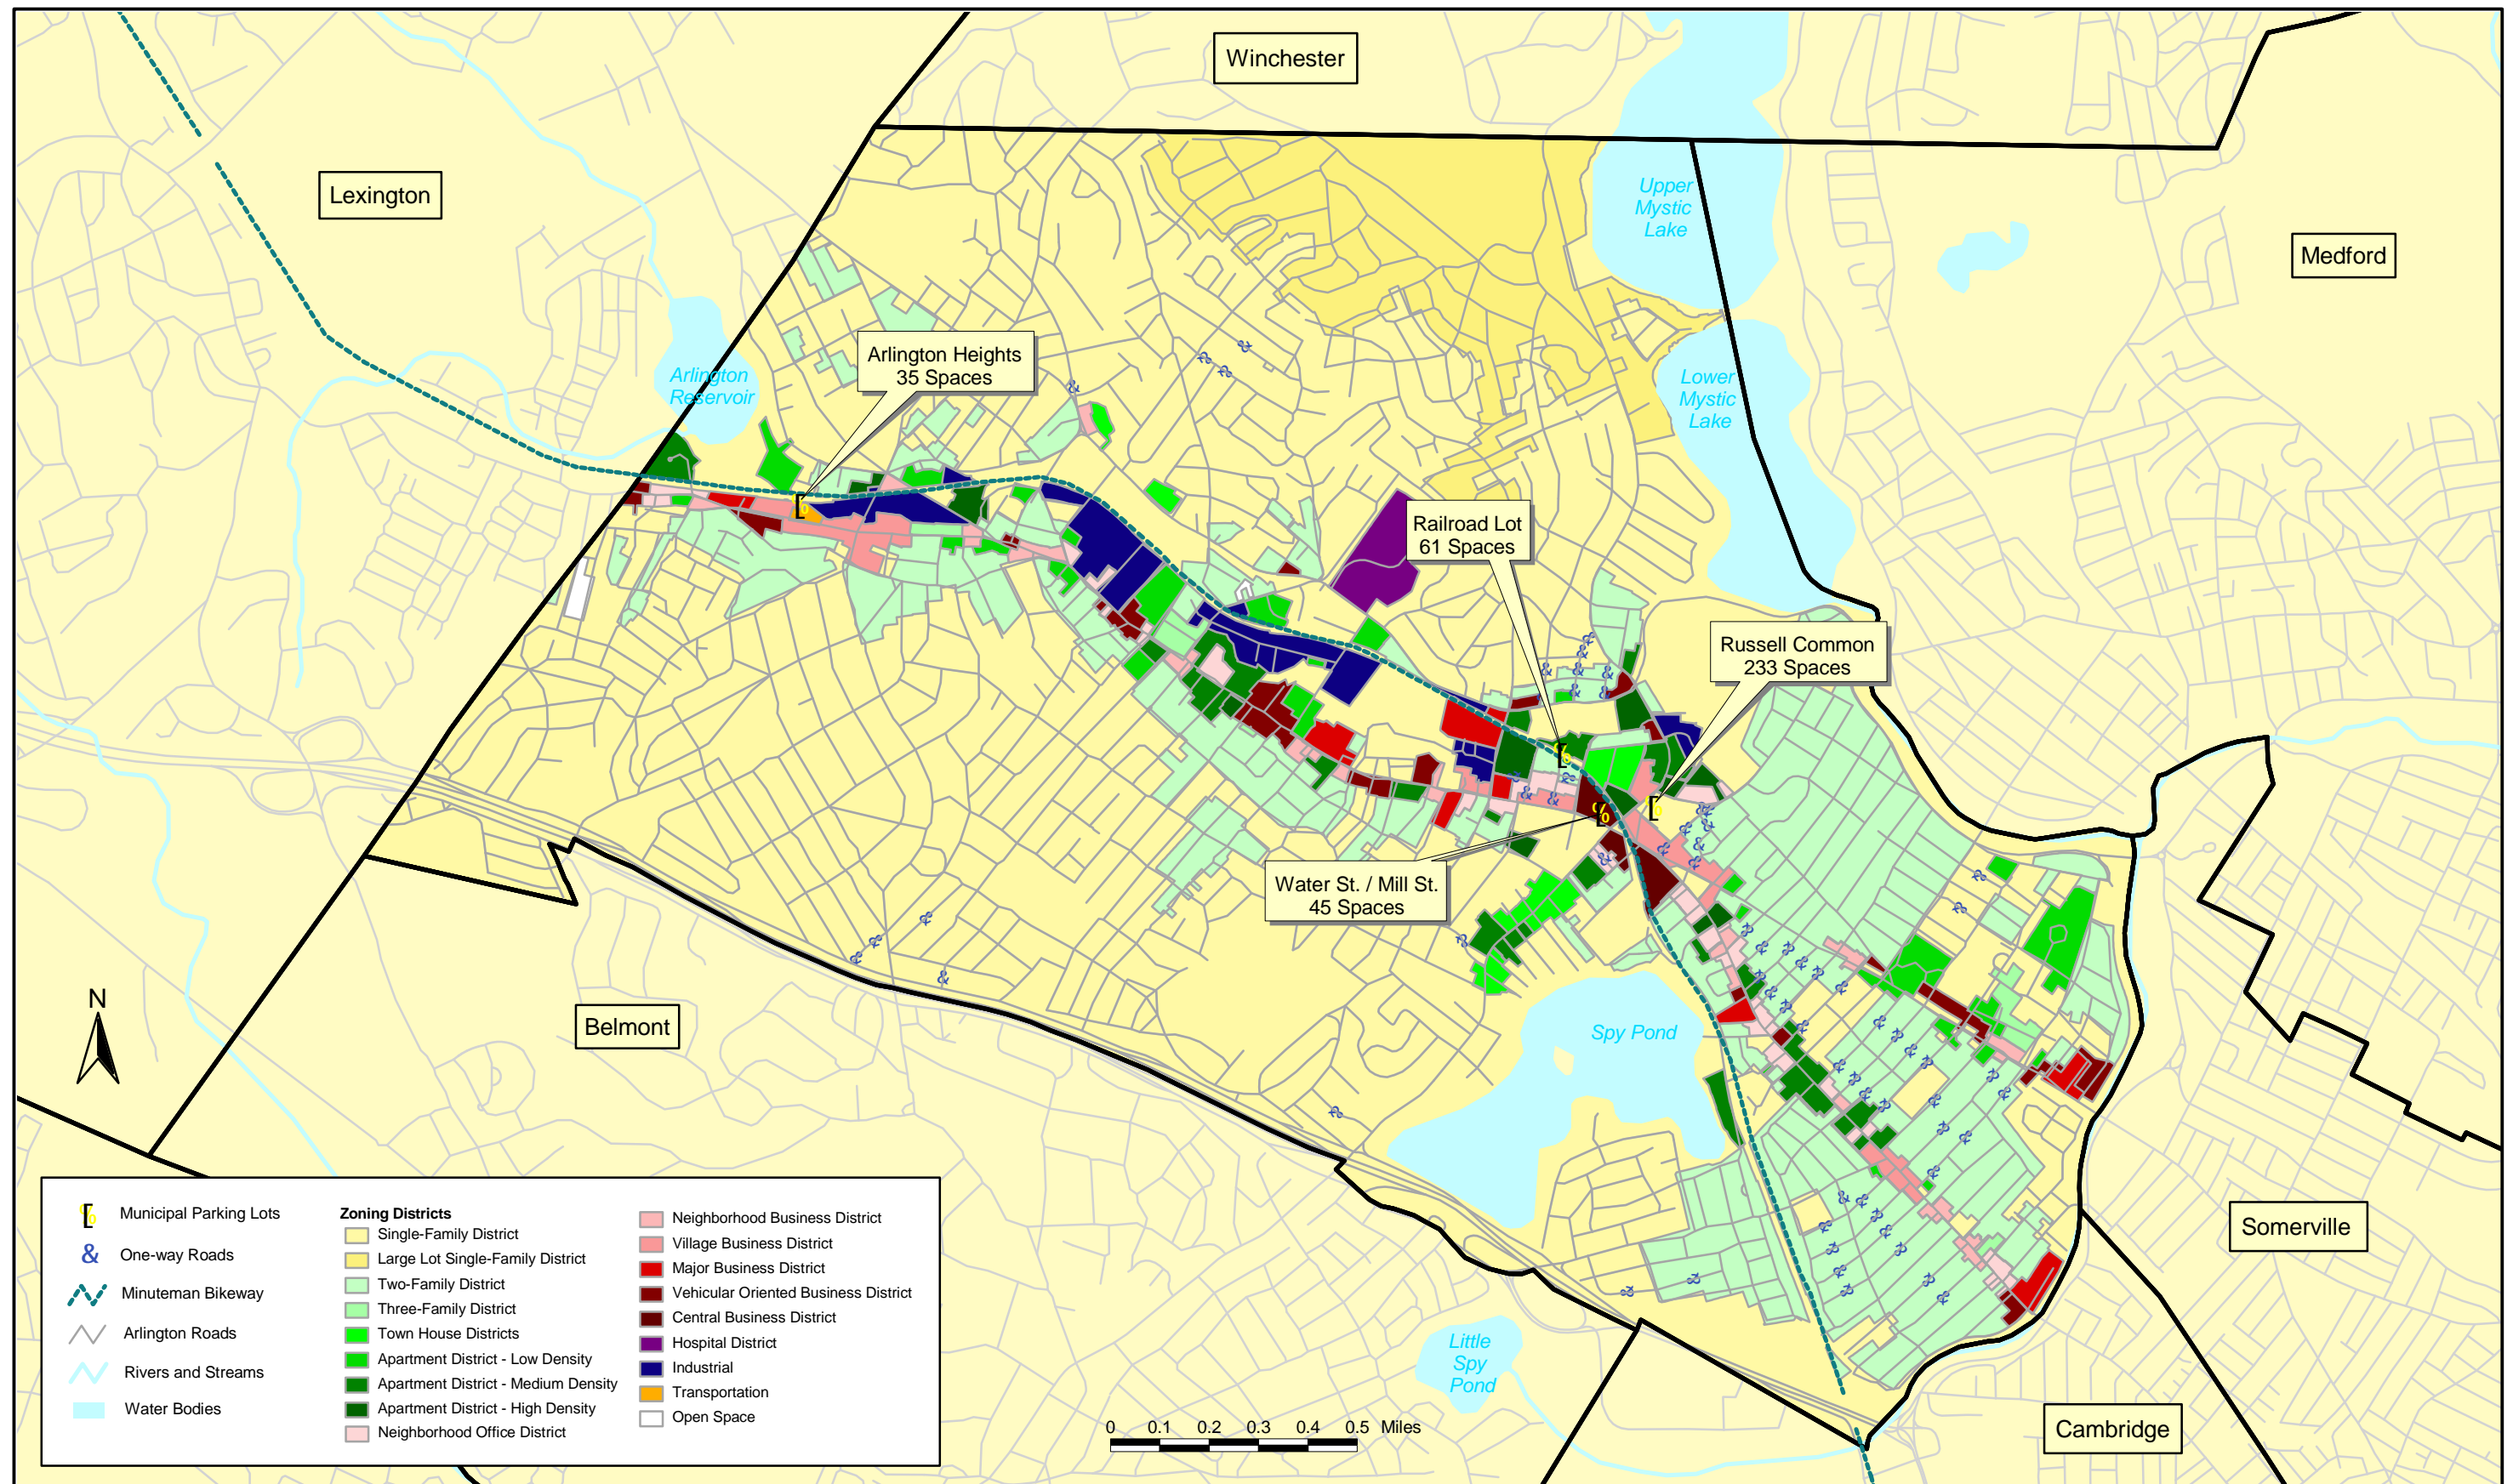 Winchester
Lexington
Upper
Mystic
Lake
Medford
Arlington Heights
35 Spaces
Arlington
Reservoir
Lower
Mystic
Lake
Railroad Lot
61 Spaces
Russell Common
233 Spaces
Water St. / Mill St.
45 Spaces
N
Belmont
Spy Pond
Somerville
Little
Spy
Pond
Cambridge
0 0.1 0.2 0.3 0.4 0.5 Miles
Municipal Parking Lots
& One-way Roads
Minuteman Bikeway
Arlington Roads
Rivers and Streams
Water Bodies
Zoning Districts
Single-Family District
Large Lot Single-Family District
Two-Family District
Three-Family District
Town House Districts
Apartment District - Low Density
Apartment District - Medium Density
Apartment District - High Density
Neighborhood Office District
Neighborhood Business District
Village Business District
Major Business District
Vehicular Oriented Business District
Central Business District
Hospital District
Industrial
Transportation
Open Space